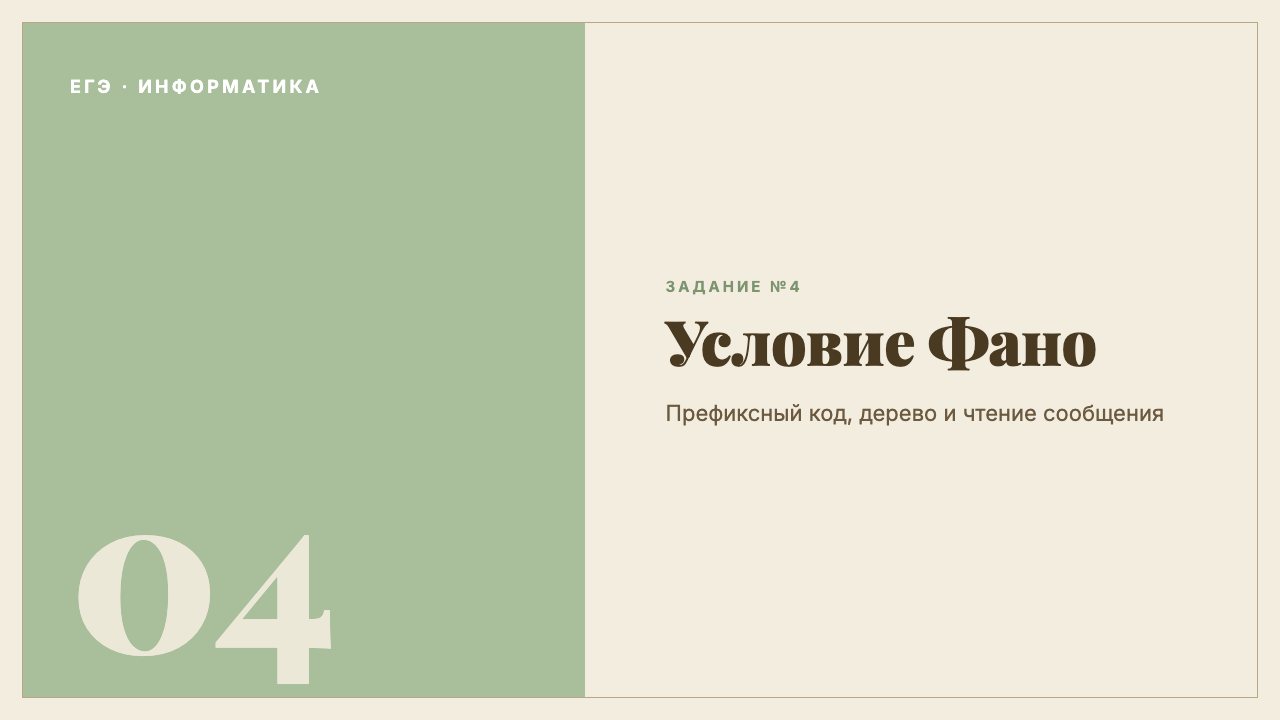 ЕГЭ · ИНФОРМАТИКА
04
ЗАДАНИЕ №4
Условие Фано
Префиксный код, дерево и чтение сообщения